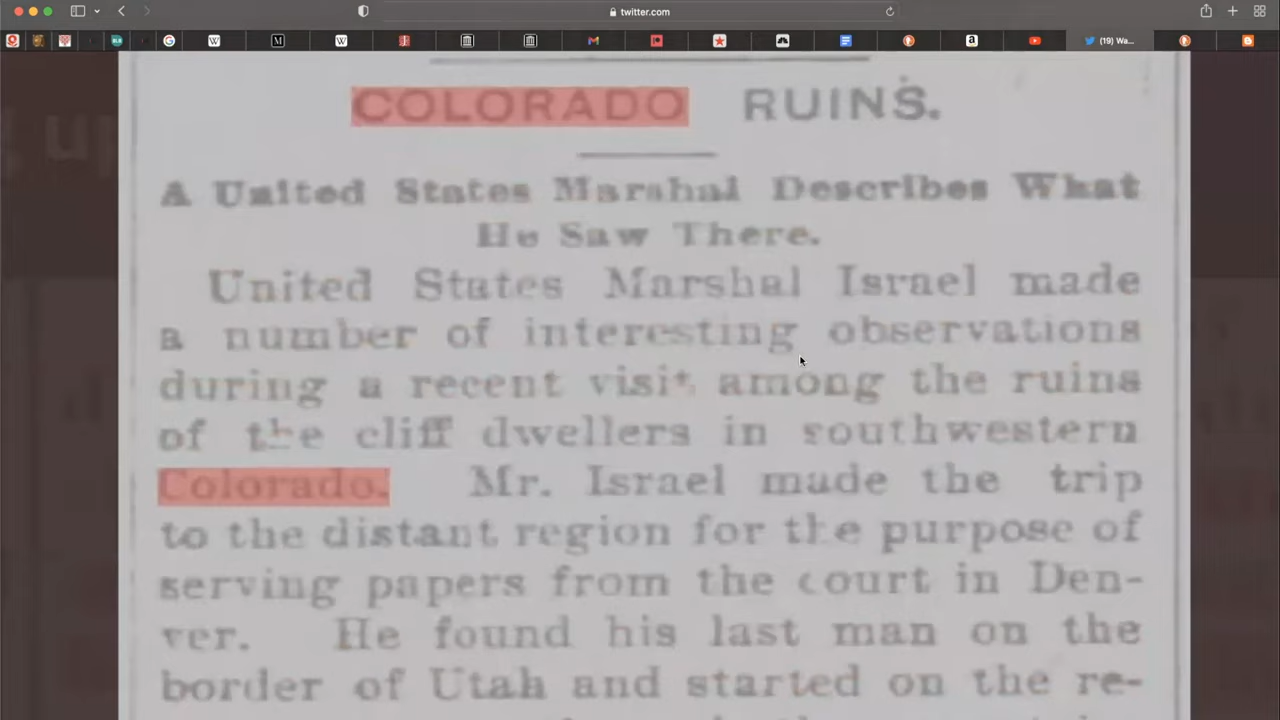 twitter.com
(19) Wa...
COLORADO RUINS.
A United States Marshal Describes What
He Saw There.
United States Marshal Israel made
a number of interesting observations
during a recent visit among the ruins
of the cliff dwellers in southwestern
Colorado. Mr. Israel made the trip
to the distant region for the purpose of
serving papers from the court in Den-
ver. He found his last man on the
border of Utah and started on the re-